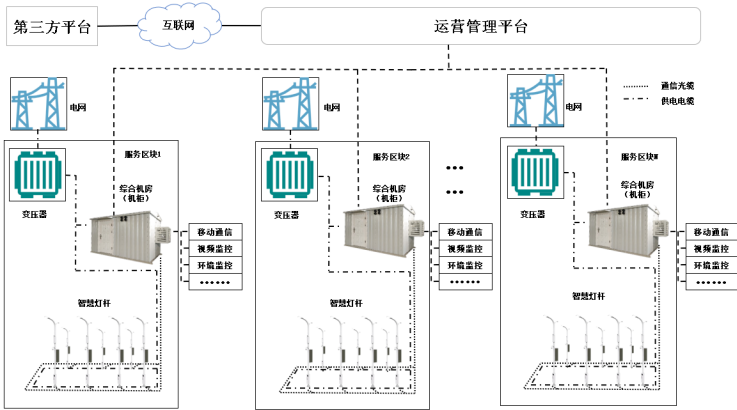 第三方平台
互联网
运营管理平台
电网
电网
电网
通信光缆
供电电缆
服务区块1
服务区块2
服务区块N
变压器
综合机房
（机柜）
变压器
综合机房
（机柜）
变压器
综合机房
（机柜）
移动通信
视频监控
环境监控
……
移动通信
视频监控
环境监控
……
移动通信
视频监控
环境监控
……
智慧灯杆
智慧灯杆
智慧灯杆